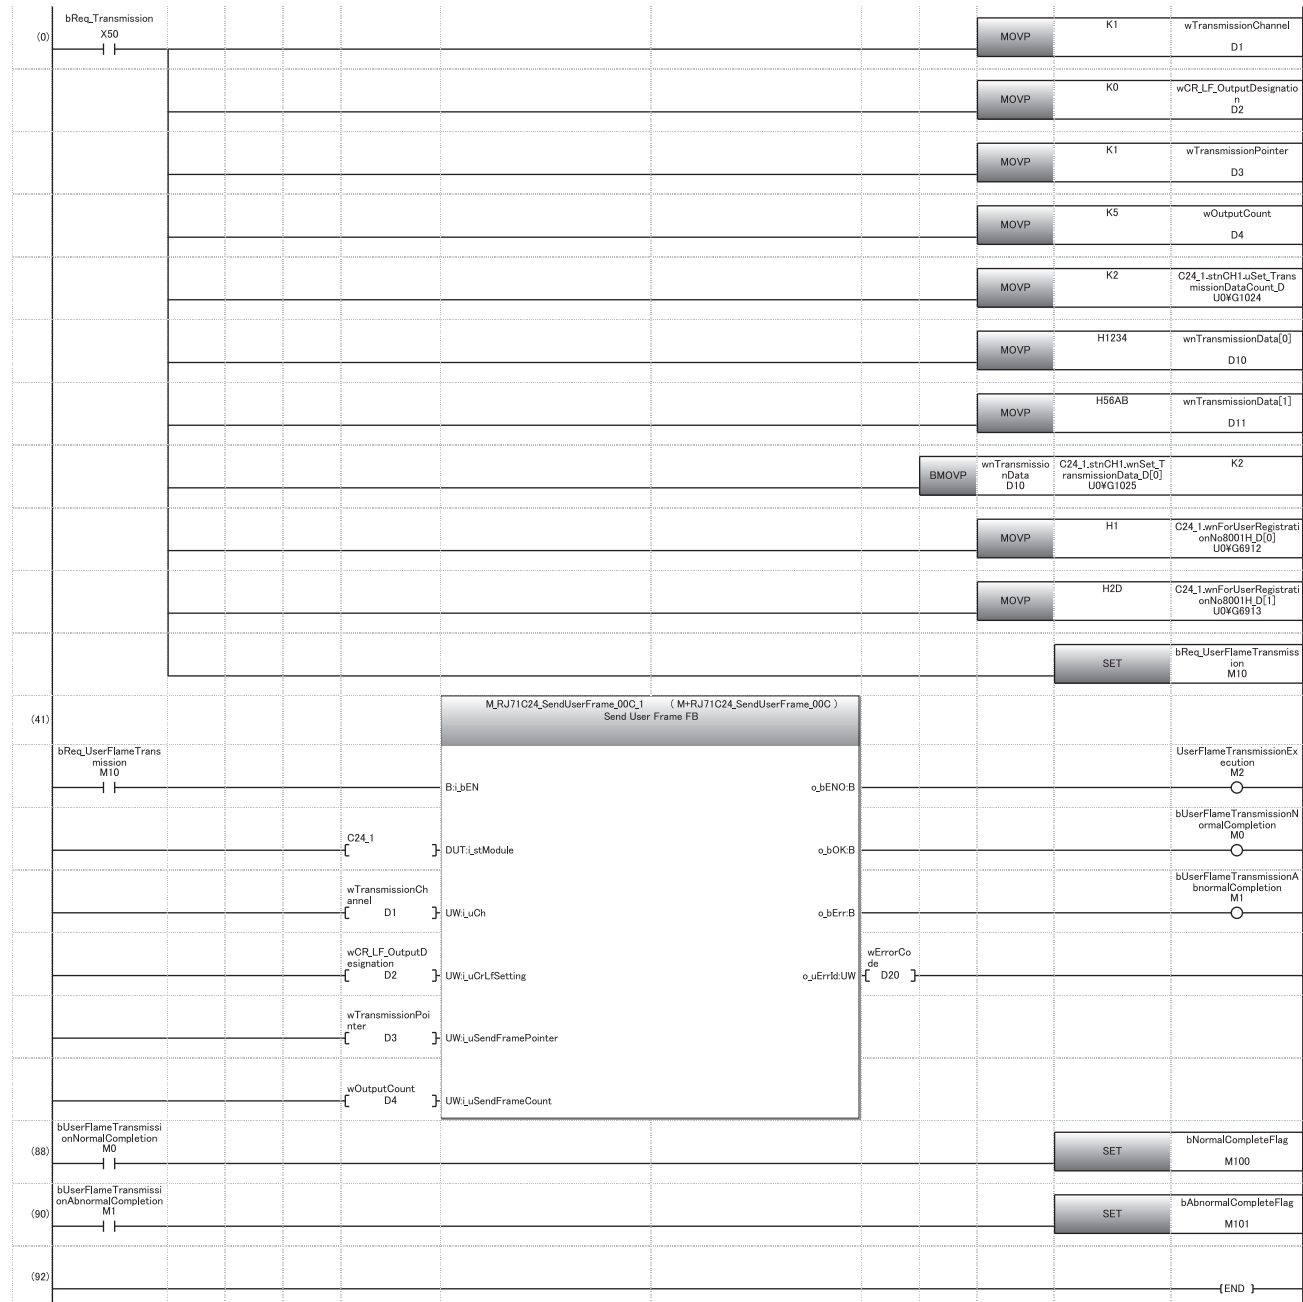 bReq_Transmission
(0)
X50
MOVP
K1
wTransmissionChannel
D1
MOVP
K0
wCR_LF_OutputDesignatio
n
D2
MOVP
K1
wTransmissionPointer
D3
MOVP
K5
wOutputCount
D4
MOVP
K2
C24_1.stnCH1.uSet_Trans
missionDataCount_D
U0¥G1024
MOVP
H1234
wnTransmissionData[0]
D10
MOVP
H56AB
wnTransmissionData[1]
D11
BMOVP
wnTransmissio
nData
D10
C24_1.stnCH1.wnSet_T
ransmissionData_D[0]
U0¥G1025
K2
MOVP
H1
C24_1.wnForUserRegistrati
onNo8001H_D[0]
U0¥G6912
MOVP
H2D
C24_1.wnForUserRegistrati
onNo8001H_D[1]
U0¥G6913
SET
bReq_UserFlameTransmiss
ion
M10
(41)
M_RJ71C24_SendUserFrame_00C_1 ( M+RJ71C24_SendUserFrame_00C )
Send User Frame FB
bReq_UserFlameTrans
mission
M10
B:i_bEN
o_bENO:B
UserFlameTransmissionEx
ecution
M2
C24_1
DUT:i_stModule
o_bOK:B
bUserFlameTransmissionN
ormalCompletion
M0
wTransmissionCh
annel
D1
UW:i_uCh
o_bErr:B
bUserFlameTransmissionA
bnormalCompletion
M1
wCR_LF_OutputD
esignation
D2
UW:i_uCrLfSetting
o_uErrId:UW
wErrorCo
de
D20
wTransmissionPoi
nter
D3
UW:i_uSendFramePointer
wOutputCount
D4
UW:i_uSendFrameCount
bUserFlameTransmissi
onNormalCompletion
(88)
M0
SET
bNormalCompleteFlag
M100
bUserFlameTransmissi
onAbnormalCompletion
(90)
M1
SET
bAbnormalCompleteFlag
M101
(92)
END